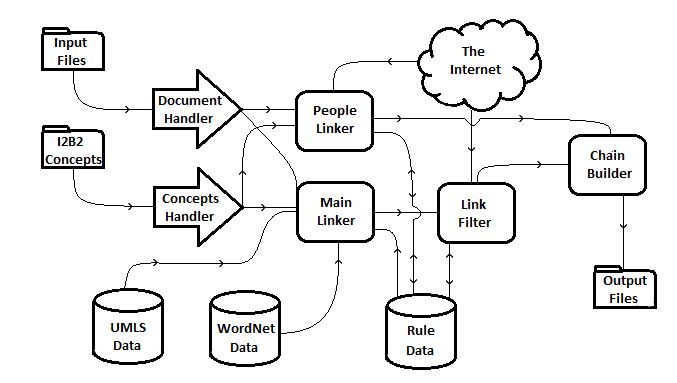 Input
Files
The
Internet
Document
Handler
People
Linker
I2B2
Concepts
Chain
Builder
Concepts
Handler
Main
Linker
Link
Filter
Output
Files
UMLS
Data
WordNet
Data
Rule
Data